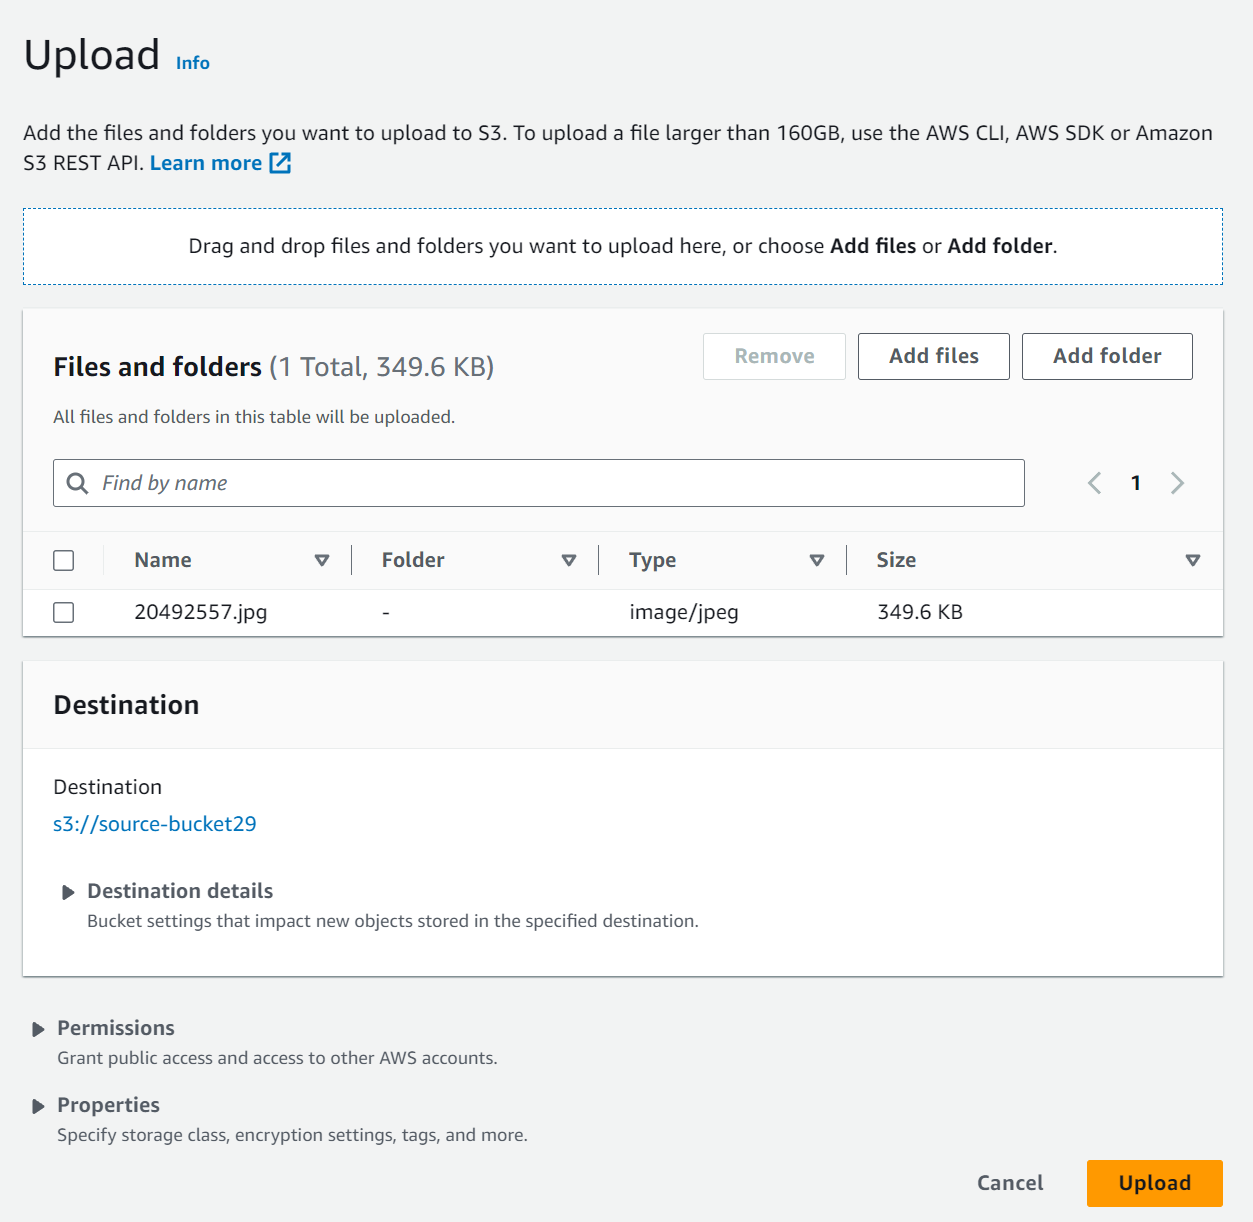 Upload Info
Add the files and folders you want to upload to S3. To upload a file larger than 160GB, use the AWS CLI, AWS SDK or Amazon
S3 REST API. Learn more
Drag and drop files and folders you want to upload here, or choose Add files or Add folder.
Files and folders (1 Total, 349.6 KB)
Remove
Add files
Add folder
All files and folders in this table will be uploaded.
Find by name
1
Name Folder Type Size
20492557.jpg - image/jpeg 349.6 KB
Destination
Destination
s3://source-bucket29
Destination details
Bucket settings that impact new objects stored in the specified destination.
Permissions
Grant public access and access to other AWS accounts.
Properties
Specify storage class, encryption settings, tags, and more.
Cancel
Upload